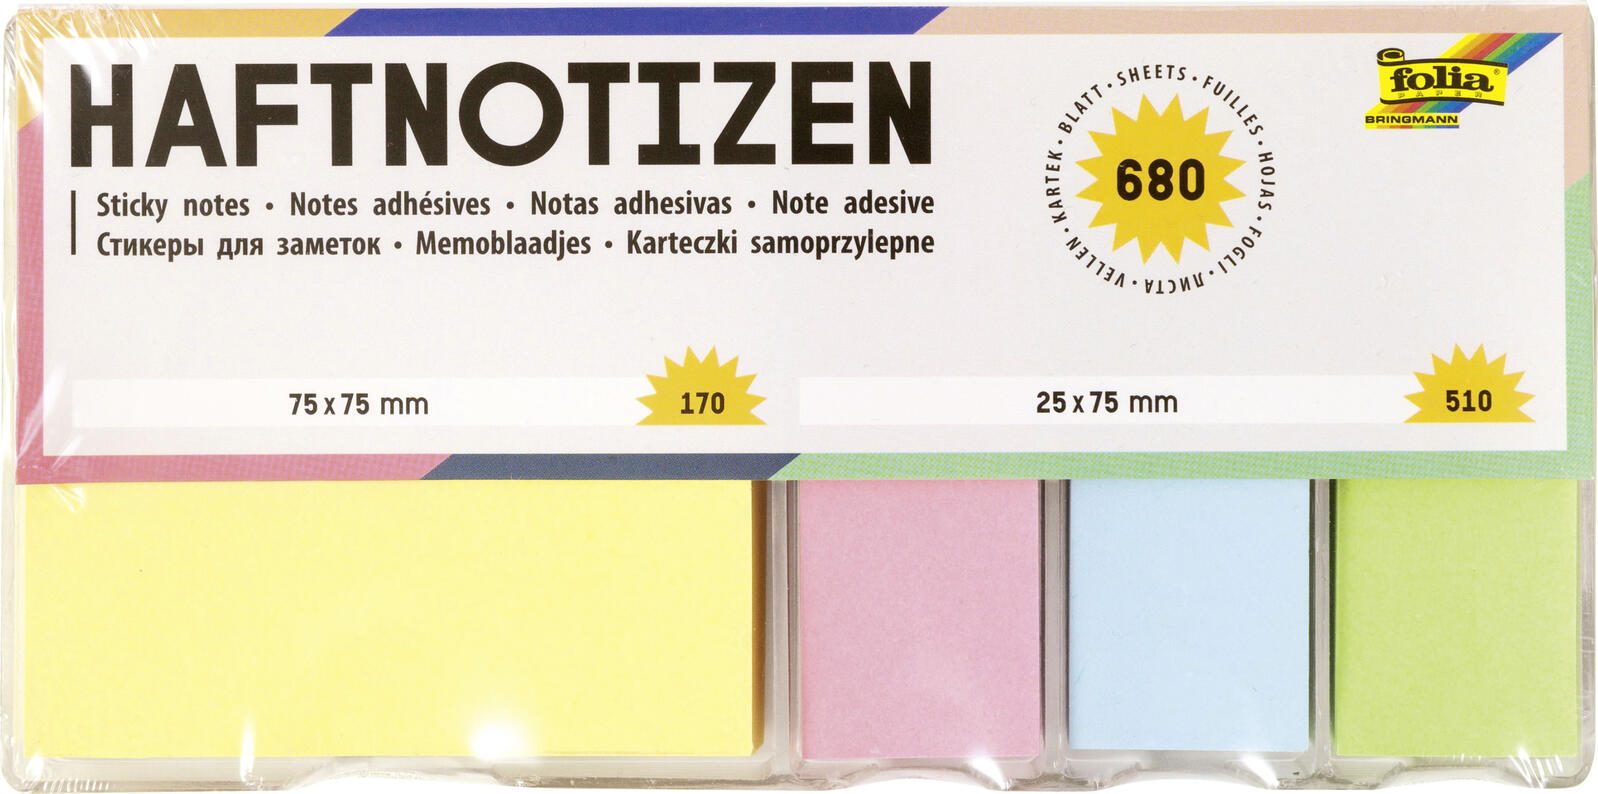 HAFTNOTIZEN
Sticky notes • Notes adhésives • Notas adhesivas • Note adesive
Стикеры для заметок • Memoblaadjes • Karteczki samoprzylepne
BLATT • SHEETS • FUILLES • HOJAS • FOGLI • ЛИСТА • VELLEN • KARTEK •
680
folia®
PAPER
BRINGMANN
75 x 75 mm
170
25 x 75 mm
510